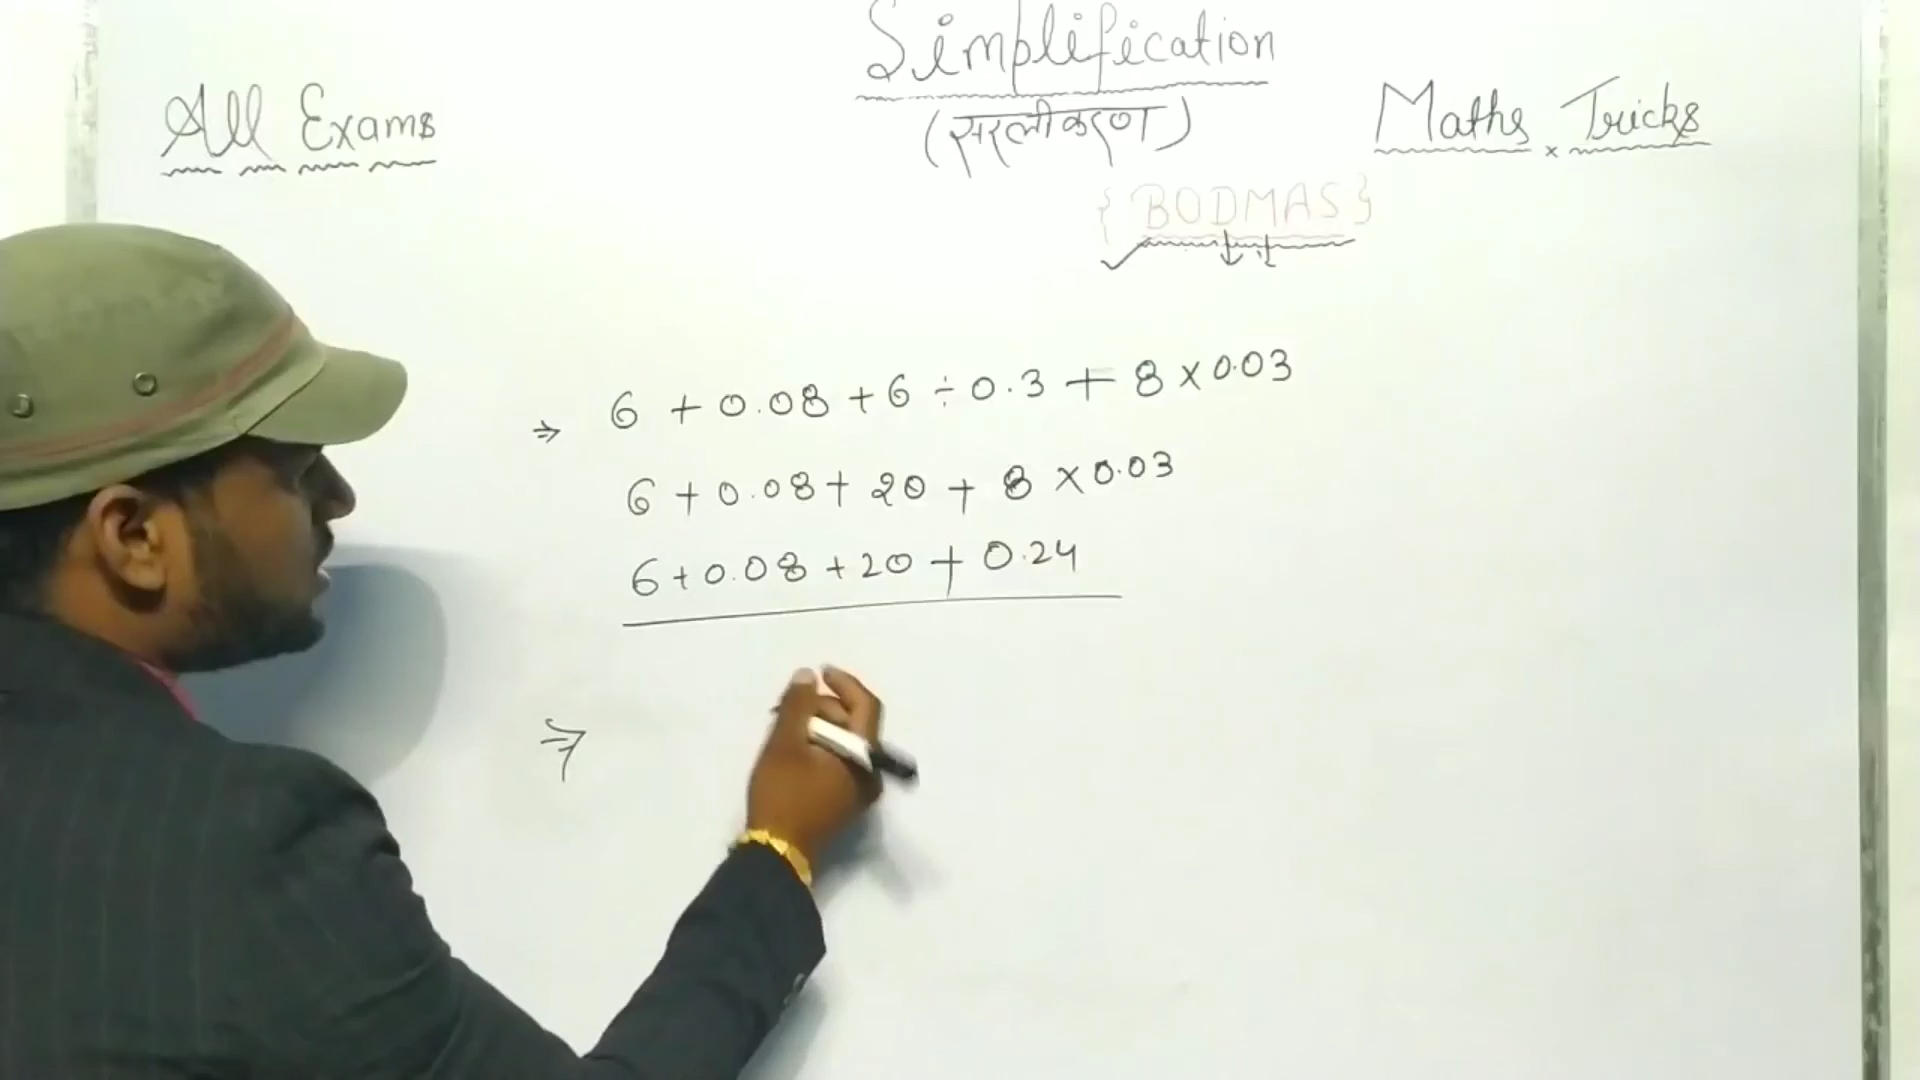 Simplification
(सरलीकरण)
All Exams
Maths Tricks
{BODMAS}
⇒ 6 + 0.08 + 6 ÷ 0.3 + 8 × 0.03
6 + 0.08 + 20 + 8 × 0.03
6 + 0.08 + 20 + 0.24
⇒